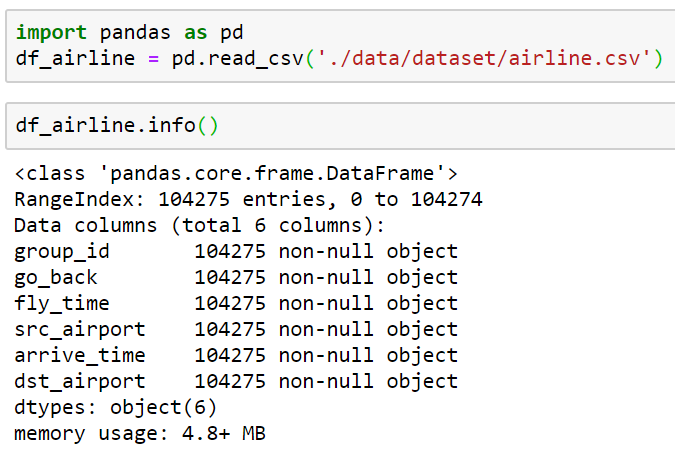 import pandas as pd
df_airline = pd.read_csv('./data/dataset/airline.csv')
df_airline.info()
<class 'pandas.core.frame.DataFrame'>
RangeIndex: 104275 entries, 0 to 104274
Data columns (total 6 columns):
group_id       104275 non-null object
go_back        104275 non-null object
fly_time       104275 non-null object
src_airport    104275 non-null object
arrive_time    104275 non-null object
dst_airport    104275 non-null object
dtypes: object(6)
memory usage: 4.8+ MB